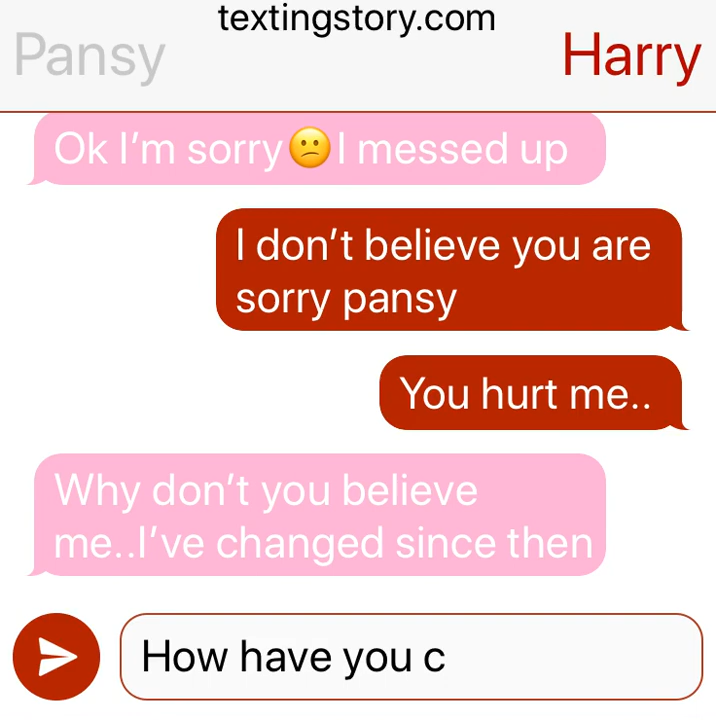 textingstory.com
Pansy
Harry
Ok I'm sorry😕I messed up
I don't believe you are
sorry pansy
You hurt me..
Why don't you believe
me..I've changed since then
How have you c